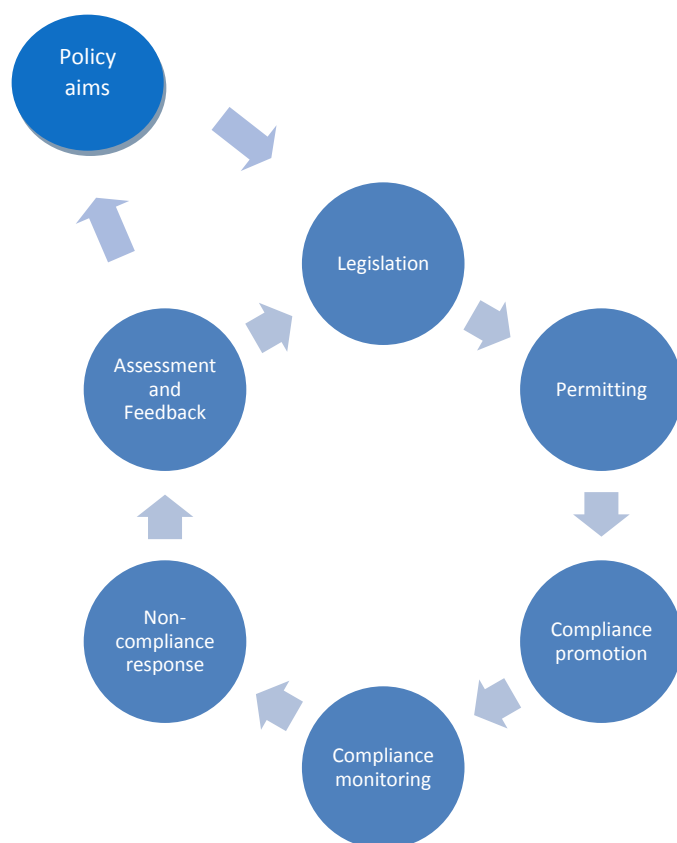 Policy
aims
Legislation
Permitting
Compliance
promotion
Compliance
monitoring
Non-
compliance
response
Assessment
and
Feedback